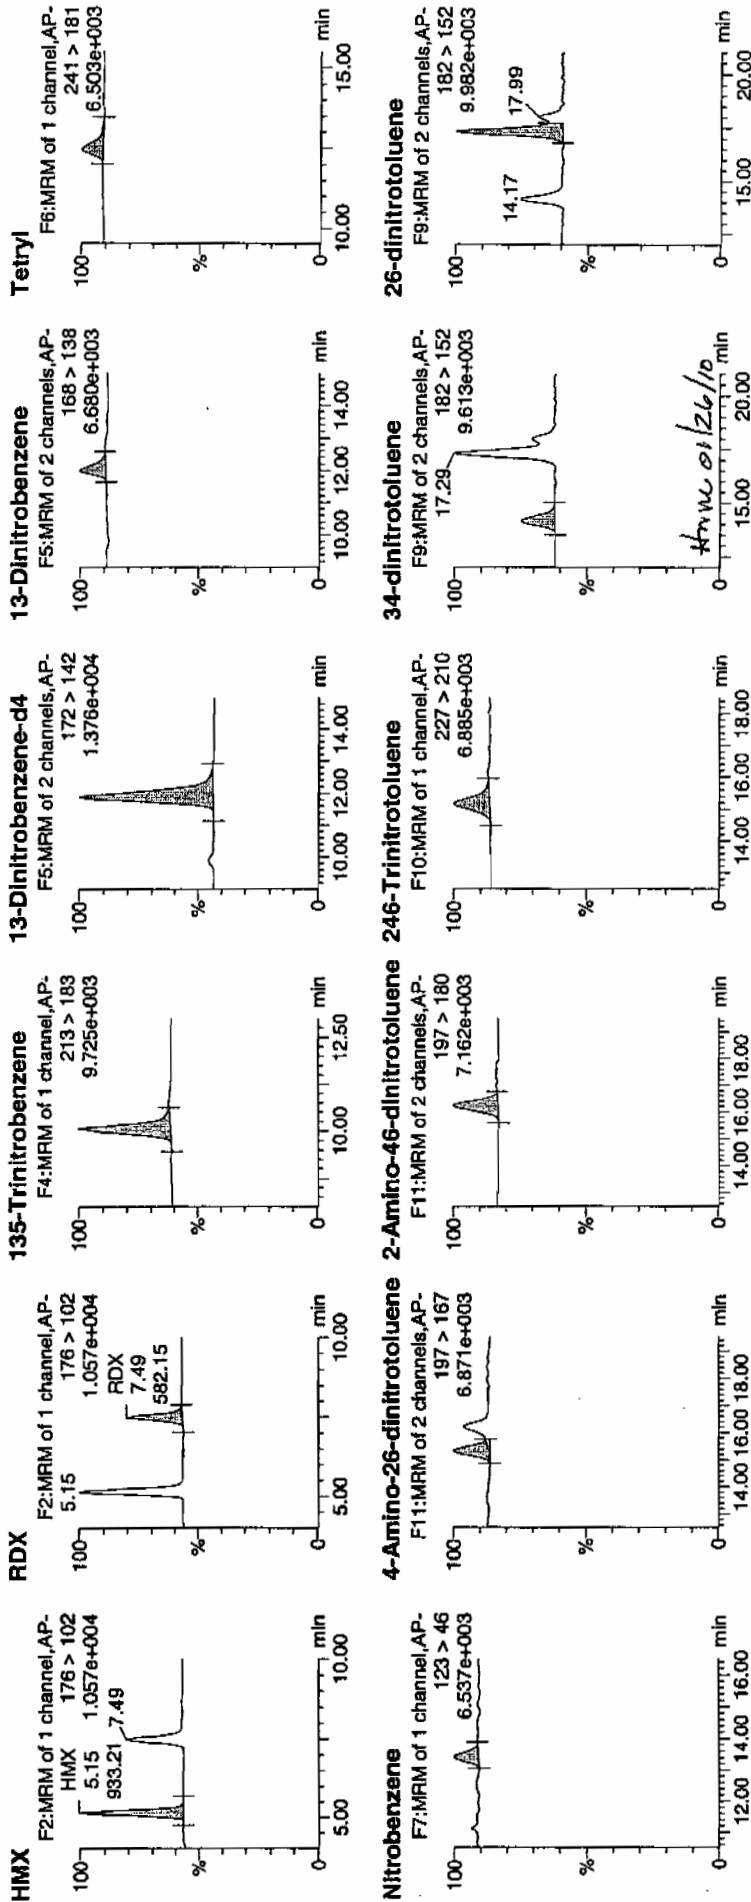 HMX
F2:MRM of 1 channel,AP-
176 > 102
1.057e+004
HMX
5.15
933.21
7.49
100
%
0
5.00
10.00
min
RDX
F2:MRM of 1 channel,AP-
176 > 102
1.057e+004
5.15
RDX
7.49
582.15
100
%
0
5.00
10.00
min
135-Trinitrobenzene
F4:MRM of 1 channel,AP-
213 > 183
9.725e+003
100
%
0
10.00
12.50
min
13-Dinitrobenzene-d4
F5:MRM of 2 channels,AP-
172 > 142
1.376e+004
100
%
0
10.00
12.00
14.00
min
13-Dinitrobenzene
F5:MRM of 2 channels,AP-
168 > 138
6.680e+003
100
%
0
10.00
12.00
14.00
min
Tetryl
F6:MRM of 1 channel,AP-
241 > 181
6.503e+003
100
%
0
10.00
15.00
min
Nitrobenzene
F7:MRM of 1 channel,AP-
123 > 46
6.537e+003
100
%
0
12.00
14.00
16.00
min
4-Amino-26-dinitrotoluene
F11:MRM of 2 channels,AP-
197 > 167
6.871e+003
100
%
0
14.00
16.00
18.00
min
2-Amino-46-dinitrotoluene
F11:MRM of 2 channels,AP-
197 > 180
7.162e+003
100
%
0
14.00
16.00
18.00
min
246-Trinitrotoluene
F10:MRM of 1 channel,AP-
227 > 210
6.885e+003
100
%
0
14.00
16.00
18.00
min
34-dinitrotoluene
F9:MRM of 2 channels,AP-
182 > 152
9.613e+003
17.29
100
%
0
15.00
20.00
min
01/26/10
26-dinitrotoluene
F9:MRM of 2 channels,AP-
182 > 152
9.982e+003
17.99
14.17
100
%
0
15.00
20.00
min